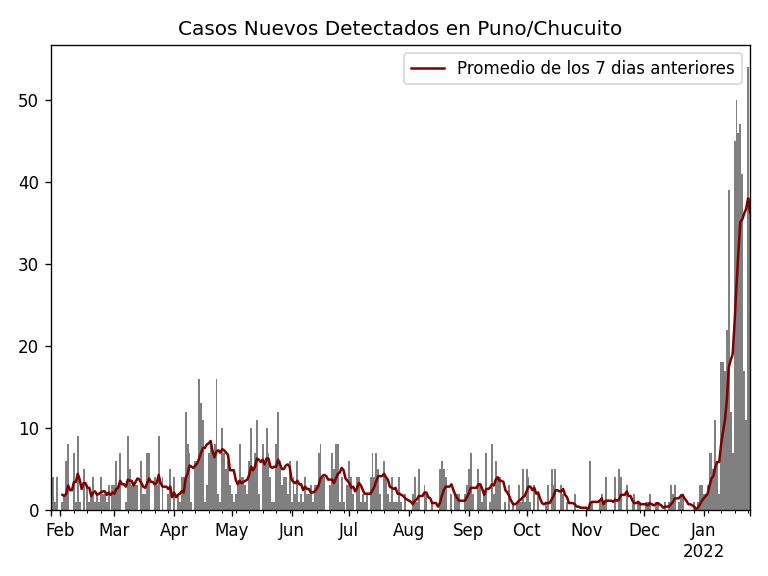 Casos Nuevos Detectados en Puno/Chucuito
Promedio de los 7 dias anteriores
50
40
30
20
10
0
Feb Mar Apr May Jun Jul Aug Sep Oct Nov Dec Jan
2022